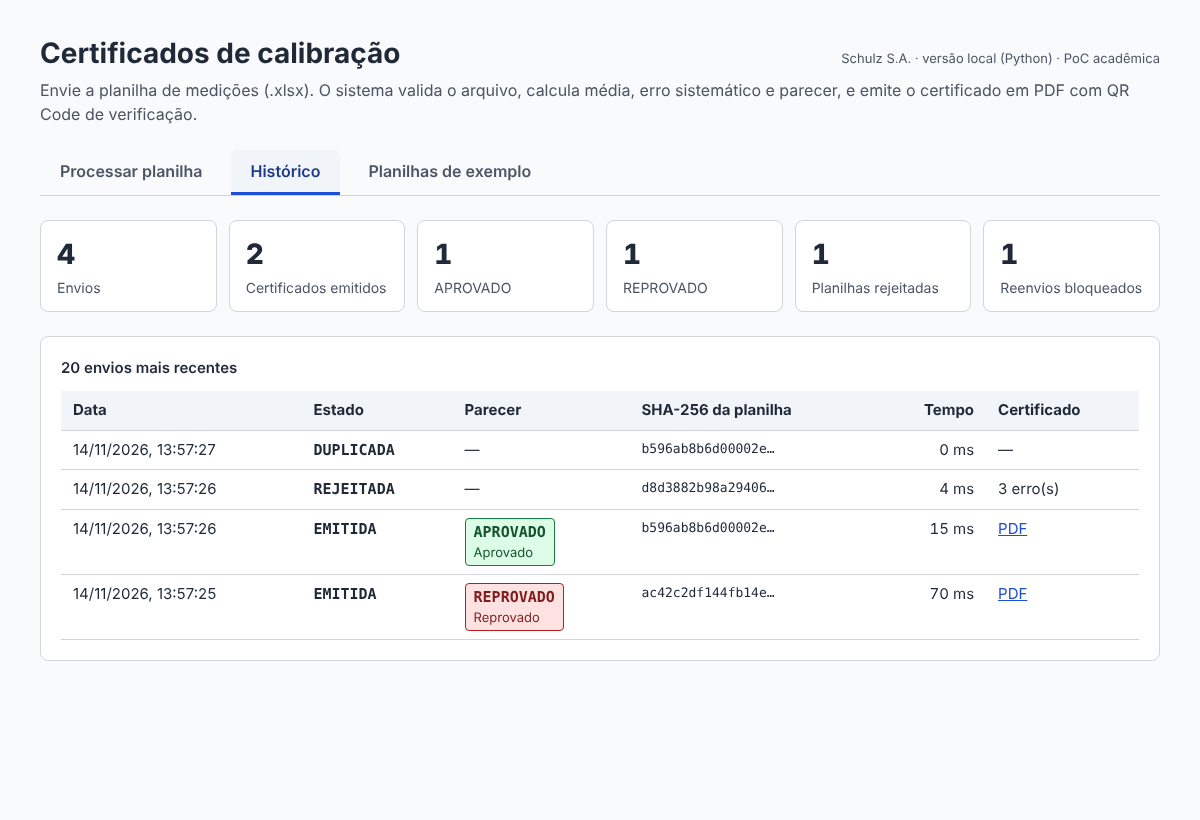 Certificados de calibração
Schulz S.A. · versão local (Python) · PoC acadêmica
Envie a planilha de medições (.xlsx). O sistema valida o arquivo, calcula média, erro sistemático e parecer, e emite o certificado em PDF com QR
Code de verificação.
Processar planilha Histórico Planilhas de exemplo
4 2 1 1 1 1
Envios Certificados emitidos APROVADO REPROVADO Planilhas rejeitadas Reenvios bloqueados
20 envios mais recentes
Data Estado Parecer SHA-256 da planilha Tempo Certificado
14/11/2026, 13:57:27 DUPLICADA — b596ab8b6d00002e… 0 ms —
14/11/2026, 13:57:26 REJEITADA — d8d3882b98a29406… 4 ms 3 erro(s)
14/11/2026, 13:57:26 EMITIDA APROVADO b596ab8b6d00002e… 15 ms PDF
Aprovado
14/11/2026, 13:57:25 EMITIDA REPROVADO ac42c2df144fb14e… 70 ms PDF
Reprovado